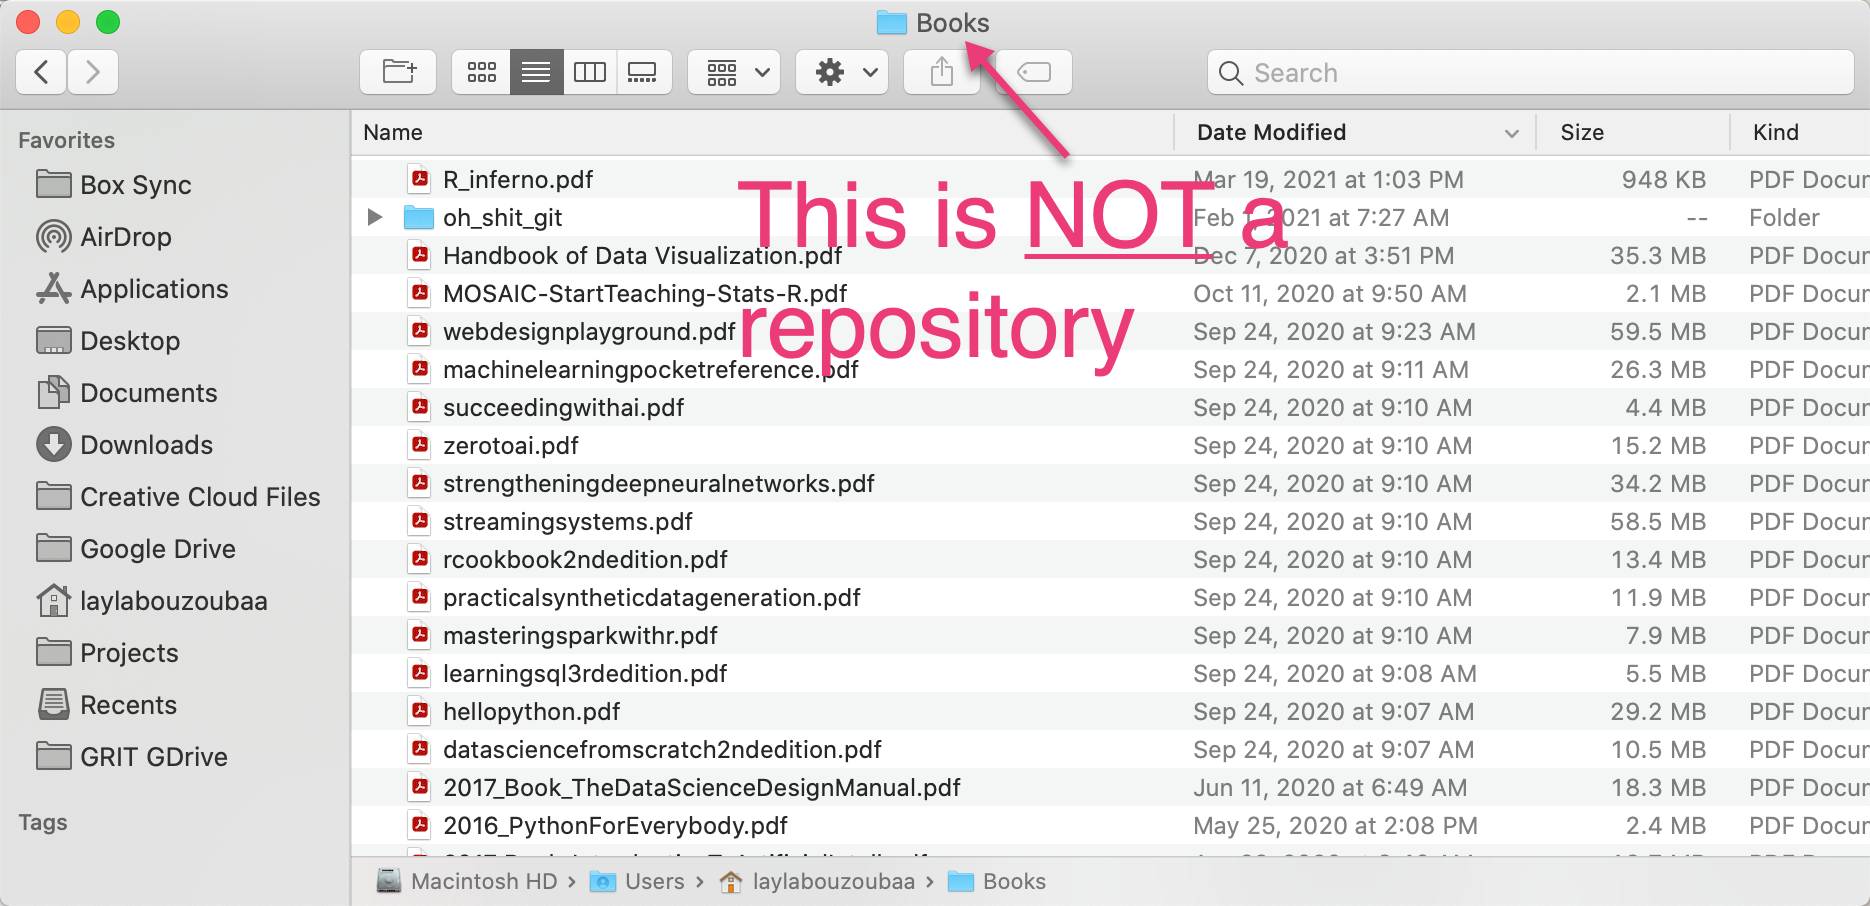 Books
Search
Favorites
Box Sync
AirDrop
Applications
Desktop
Documents
Downloads
Creative Cloud Files
Google Drive
laylabouzoubaa
Projects
Recents
GRIT GDrive
Tags
Name Date Modified Size Kind
R_inferno.pdf Mar 19, 2021 at 1:03 PM 948 KB PDF Docur
oh_shit_git Feb 1, 2021 at 7:27 AM -- Folder
Handbook of Data Visualization.pdf Dec 7, 2020 at 3:51 PM 35.3 MB PDF Docur
MOSAIC-StartTeaching-Stats-R.pdf Oct 11, 2020 at 9:50 AM 2.1 MB PDF Docur
webdesignplayground.pdf Sep 24, 2020 at 9:23 AM 59.5 MB PDF Docur
machinelearningpocketreference.pdf Sep 24, 2020 at 9:11 AM 26.3 MB PDF Docur
succeedingwithai.pdf Sep 24, 2020 at 9:10 AM 4.4 MB PDF Docur
zerotoai.pdf Sep 24, 2020 at 9:10 AM 15.2 MB PDF Docur
strengtheningdeepneuralnetworks.pdf Sep 24, 2020 at 9:10 AM 34.2 MB PDF Docur
streamingsystems.pdf Sep 24, 2020 at 9:10 AM 58.5 MB PDF Docur
rcookbook2ndedition.pdf Sep 24, 2020 at 9:10 AM 13.4 MB PDF Docur
practicalsyntheticdatageneration.pdf Sep 24, 2020 at 9:10 AM 11.9 MB PDF Docur
masteringsparkwithr.pdf Sep 24, 2020 at 9:10 AM 7.9 MB PDF Docur
learningsql3rdedition.pdf Sep 24, 2020 at 9:08 AM 5.5 MB PDF Docur
hellopython.pdf Sep 24, 2020 at 9:07 AM 29.2 MB PDF Docur
datasciencefromscratch2ndedition.pdf Sep 24, 2020 at 9:07 AM 10.5 MB PDF Docur
2017_Book_TheDataScienceDesignManual.pdf Jun 11, 2020 at 6:49 AM 18.3 MB PDF Docur
2016_PythonForEverybody.pdf May 25, 2020 at 2:08 PM 2.4 MB PDF Docur
This is NOT a
repository
Macintosh HD › Users › laylabouzoubaa › Books